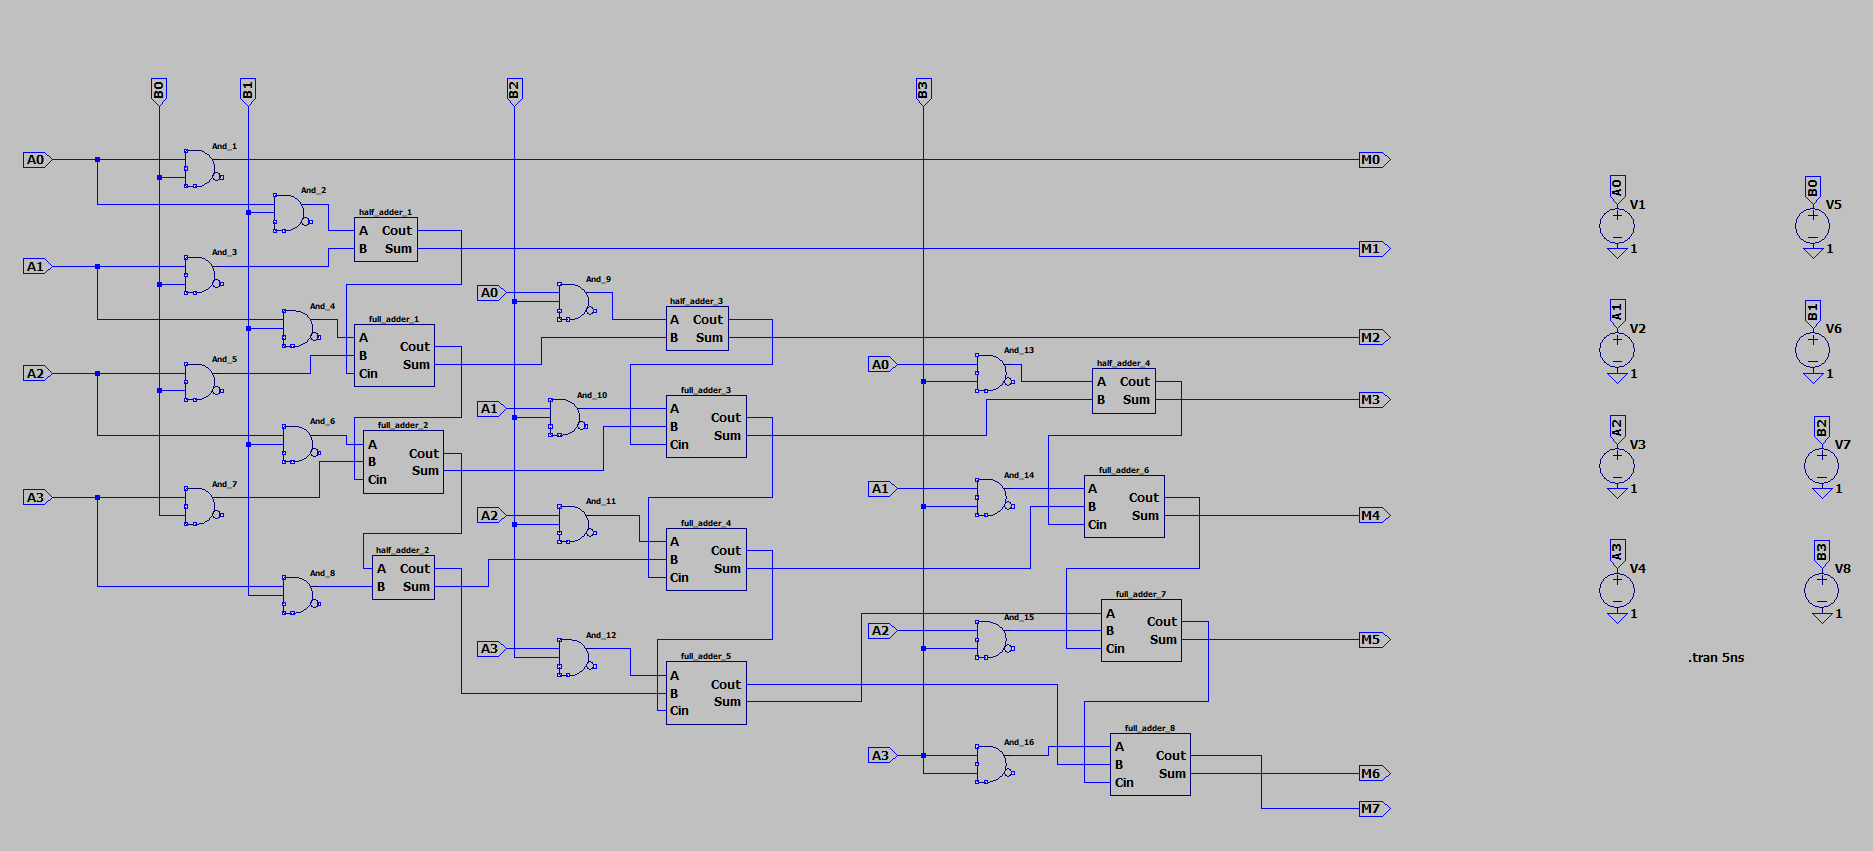 B0
B1
B2
B3
A0
And_1
M0
And_2
half_adder_1
A Cout
B Sum
M1
A1
And_3
A0
And_9
half_adder_3
A Cout
B Sum
M2
And_4
full_adder_1
A
B
Cin
Cout
Sum
A2
And_5
A0
And_13
half_adder_4
A Cout
B Sum
M3
A1
And_10
full_adder_3
A
B
Cin
Cout
Sum
And_6
full_adder_2
A
B
Cin
Cout
Sum
A3
And_7
A1
And_14
full_adder_6
A
B
Cin
Cout
Sum
M4
A2
And_11
full_adder_4
A
B
Cin
Cout
Sum
half_adder_2
A Cout
B Sum
And_8
A2
And_15
full_adder_7
A
B
Cin
Cout
Sum
M5
A3
And_12
full_adder_5
A
B
Cin
Cout
Sum
A3
And_16
full_adder_8
A
B
Cin
Cout
Sum
M6
M7
A0
V1
1
B0
V5
1
A1
V2
1
B1
V6
1
A2
V3
1
B2
V7
1
A3
V4
1
B3
V8
1
.tran 5ns